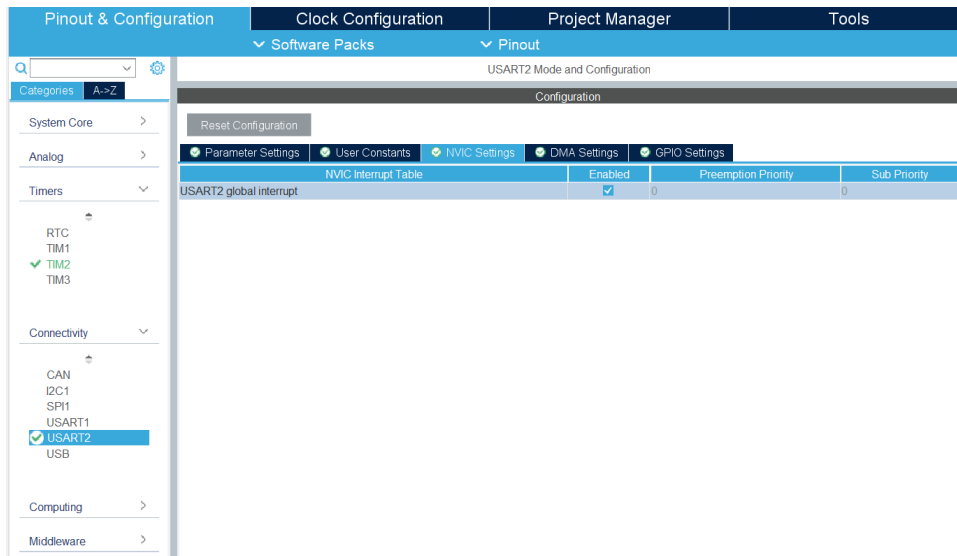 Pinout & Configuration Clock Configuration Project Manager Tools
Software Packs Pinout
USART2 Mode and Configuration
Categories A->Z
Configuration
System Core
Reset Configuration
Analog
Parameter Settings User Constants NVIC Settings DMA Settings GPIO Settings
NVIC Interrupt Table Enabled Preemption Priority Sub Priority
Timers
USART2 global interrupt 0 0
RTC
TIM1
TIM2
TIM3
Connectivity
CAN
I2C1
SPI1
USART1
USART2
USB
Computing
Middleware